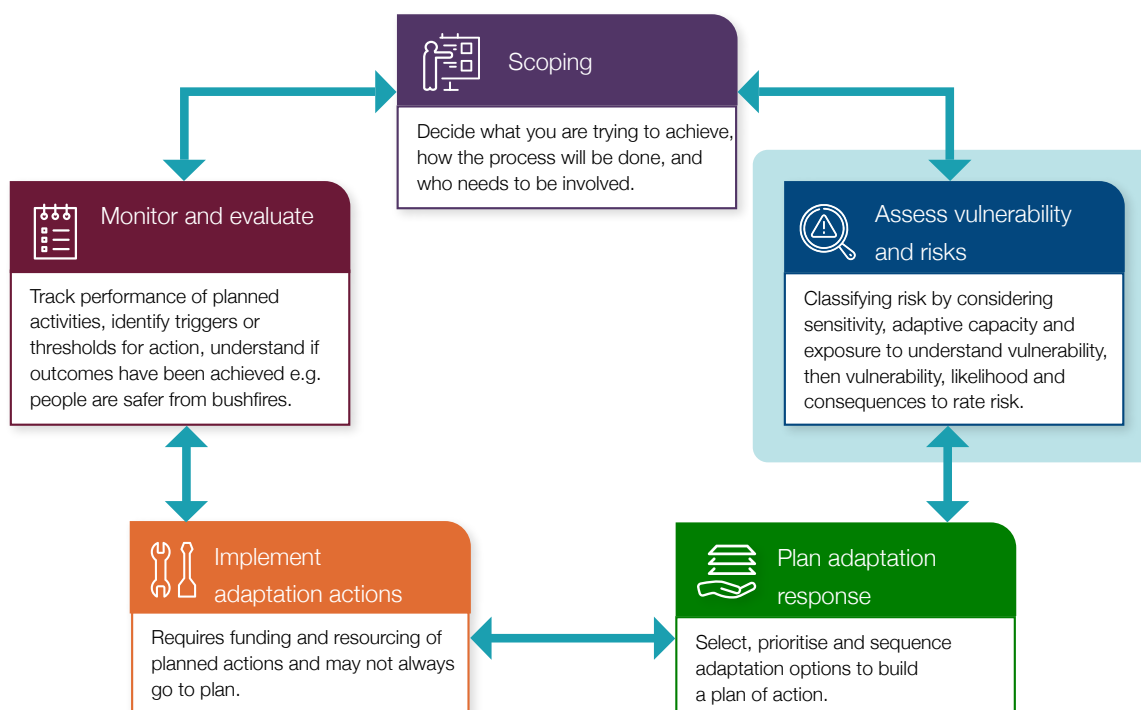 Scoping
Decide what you are trying to achieve,
how the process will be done, and
who needs to be involved.
Monitor and evaluate
Track performance of planned
activities, identify triggers or
thresholds for action, understand if
outcomes have been achieved e.g.
people are safer from bushfires.
Assess vulnerability
and risks
Classifying risk by considering
sensitivity, adaptive capacity and
exposure to understand vulnerability,
then vulnerability, likelihood and
consequences to rate risk.
Implement
adaptation actions
Requires funding and resourcing of
planned actions and may not always
go to plan.
Plan adaptation
response
Select, prioritise and sequence
adaptation options to build
a plan of action.